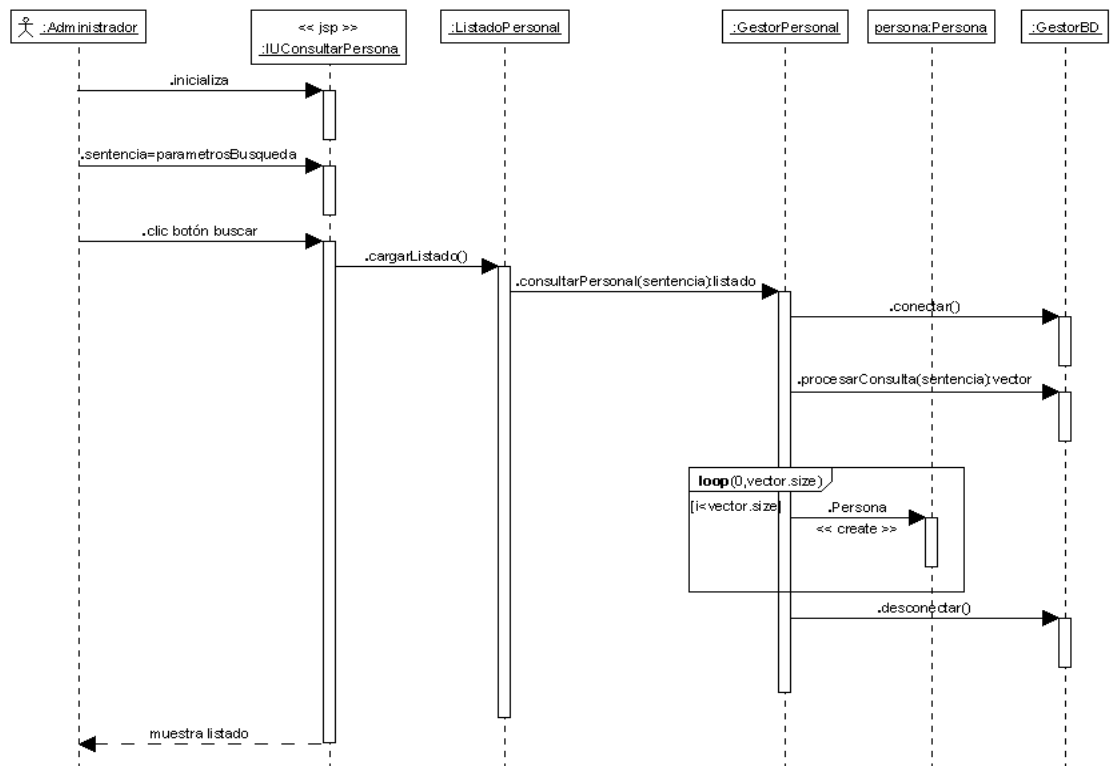 :Administrador
<< jsp >>
:IUConsultarPersona
:ListadoPersonal
:GestorPersonal
persona:Persona
:GestorBD
.inicializa
.sentencia=parametrosBusqueda
.clic botón buscar
.cargarListado()
.consultarPersonal(sentencia):listado
.conectar()
.procesarConsulta(sentencia):vector
loop(0,vector.size)
[i<vector.size]
.Persona
<< create >>
.desconectar()
muestra listado